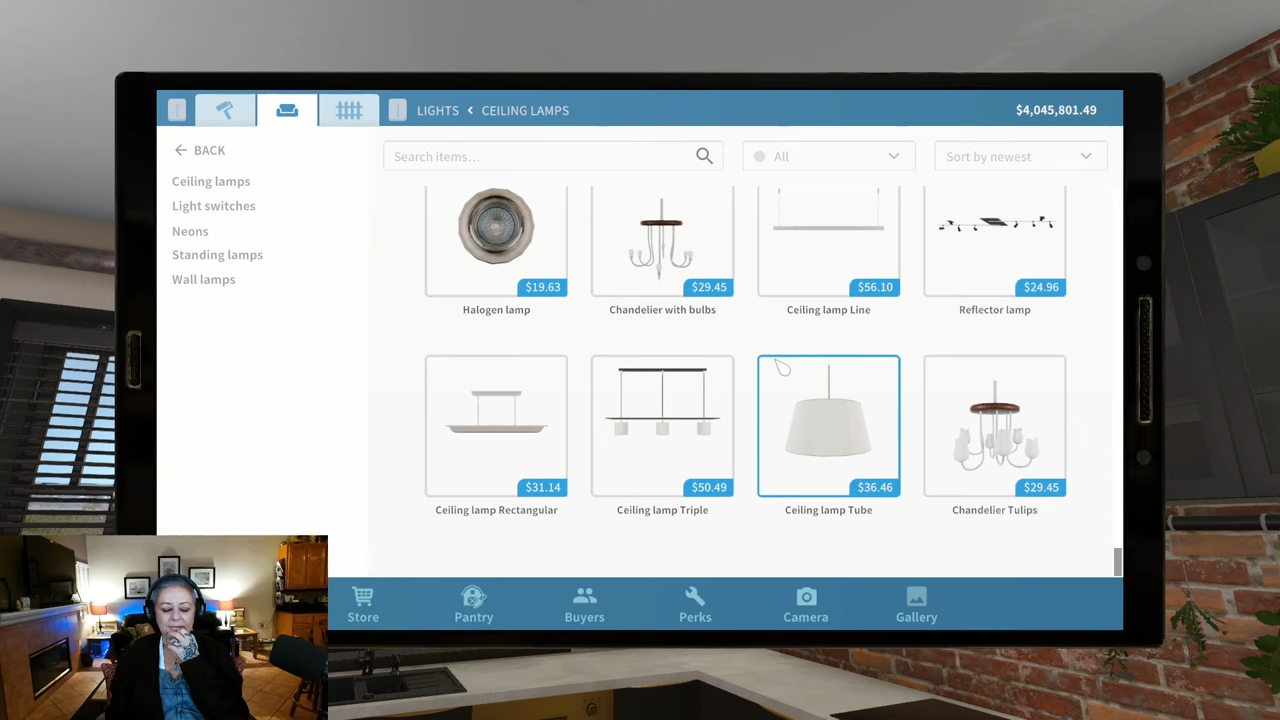 LIGHTS < CEILING LAMPS
$4,045,801.49
BACK
Search items...
All
Sort by newest
Ceiling lamps
Light switches
Neons
Standing lamps
Wall lamps
$19.63
$29.45
$56.10
$24.96
Halogen lamp
Chandelier with bulbs
Ceiling lamp Line
Reflector lamp
$31.14
$50.49
$36.46
$29.45
Ceiling lamp Rectangular
Ceiling lamp Triple
Ceiling lamp Tube
Chandelier Tulips
Store
Pantry
Buyers
Perks
Camera
Gallery